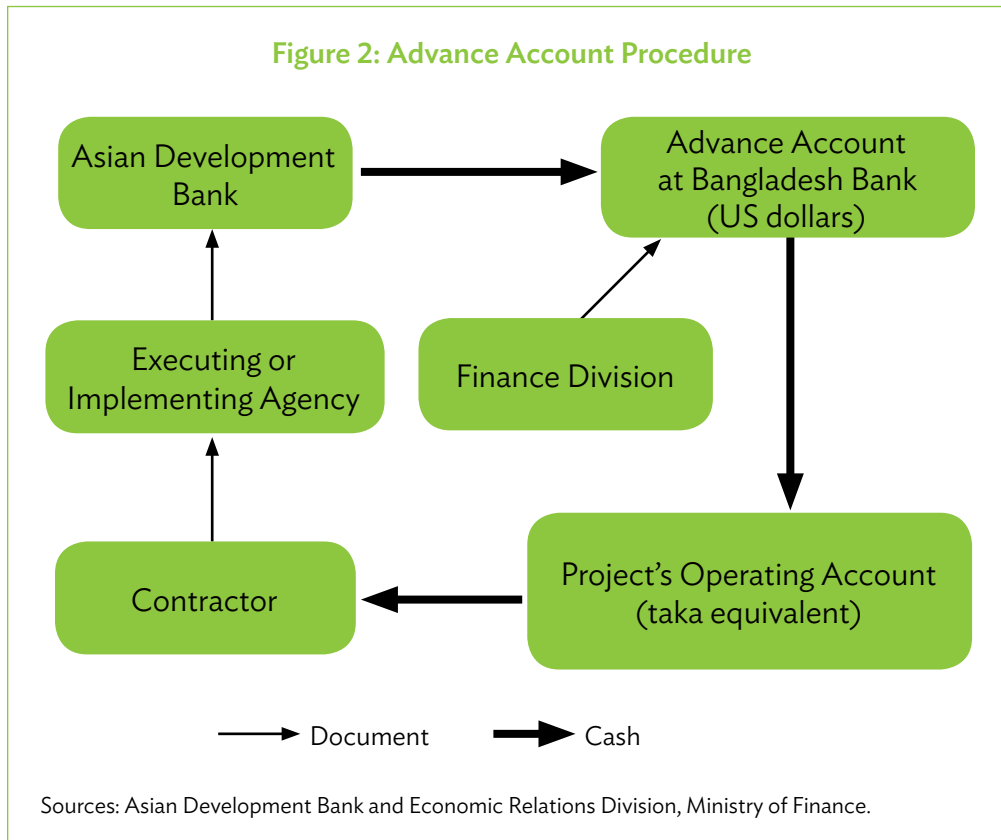 Figure 2: Advance Account Procedure
Asian Development
Bank
Advance Account
at Bangladesh Bank
(US dollars)
Executing or
Implementing Agency
Finance Division
Contractor
Project’s Operating Account
(taka equivalent)
Document
Cash
Sources: Asian Development Bank and Economic Relations Division, Ministry of Finance.